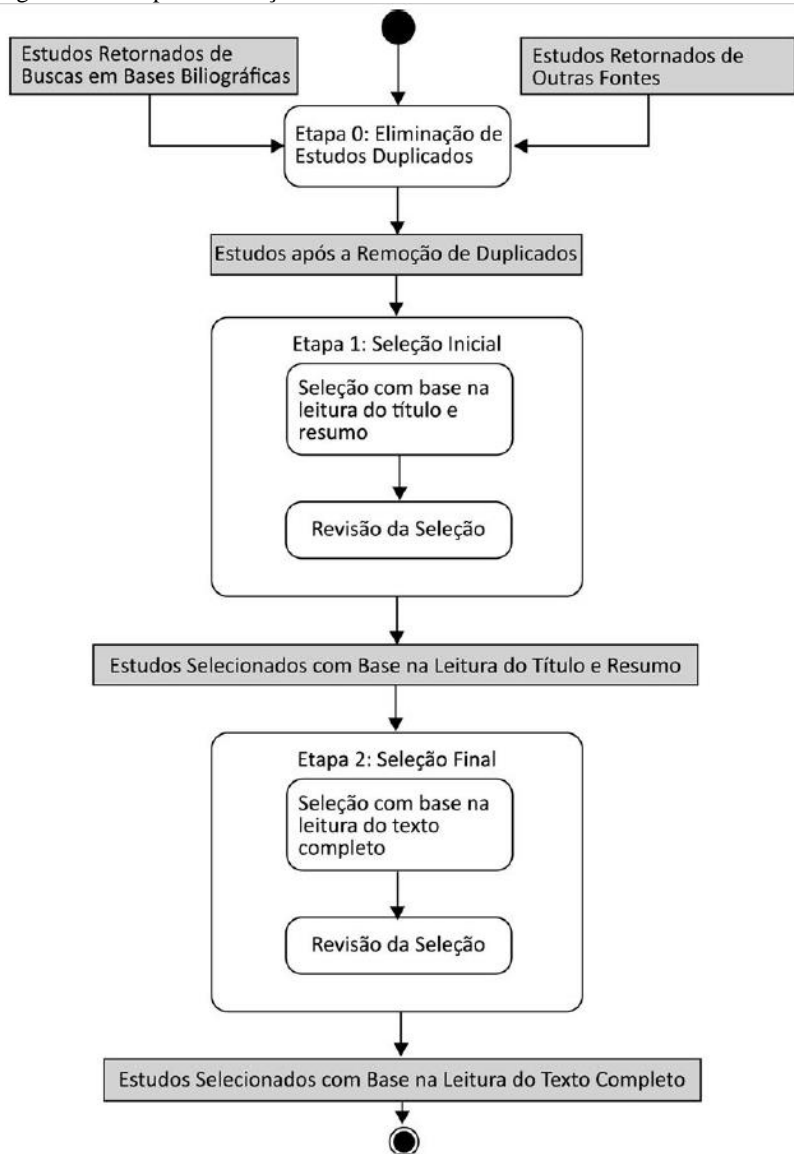 Estudos Retornados de
Buscas em Bases Biliográficas
Estudos Retornados de
Outras Fontes
Etapa 0: Eliminação de
Estudos Duplicados
Estudos após a Remoção de Duplicados
Etapa 1: Seleção Inicial
Seleção com base na
leitura do título e
resumo
Revisão da Seleção
Estudos Selecionados com Base na Leitura do Título e Resumo
Etapa 2: Seleção Final
Seleção com base na
leitura do texto
completo
Revisão da Seleção
Estudos Selecionados com Base na Leitura do Texto Completo